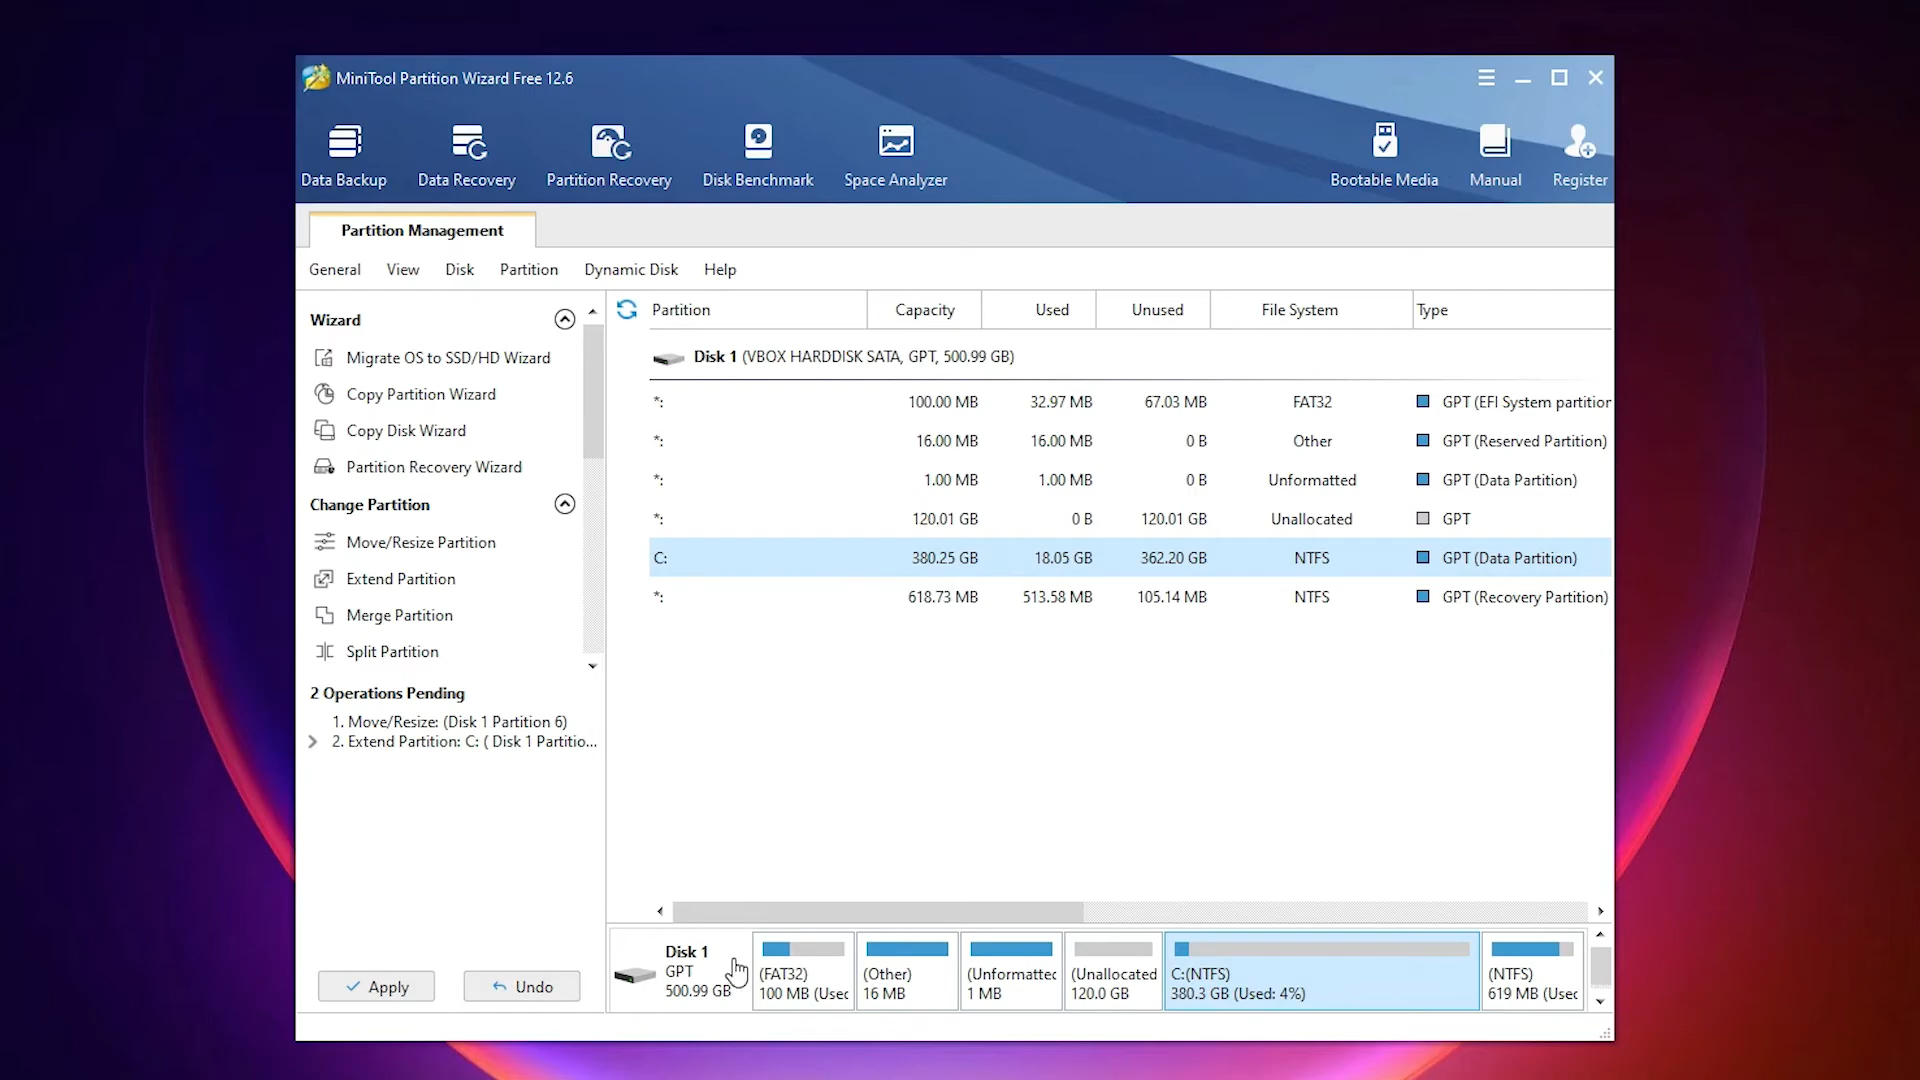 MiniTool Partition Wizard Free 12.6
Data Backup Data Recovery Partition Recovery Disk Benchmark Space Analyzer Bootable Media Manual Register
Partition Management
General View Disk Partition Dynamic Disk Help
Wizard
Migrate OS to SSD/HD Wizard
Copy Partition Wizard
Copy Disk Wizard
Partition Recovery Wizard
Change Partition
Move/Resize Partition
Extend Partition
Merge Partition
Split Partition
2 Operations Pending
1. Move/Resize: (Disk 1 Partition 6)
2. Extend Partition: C: ( Disk 1 Partitio...
Apply Undo
Partition Capacity Used Unused File System Type
Disk 1 (VBOX HARDDISK SATA, GPT, 500.99 GB)
*: 100.00 MB 32.97 MB 67.03 MB FAT32 GPT (EFI System partition
*: 16.00 MB 16.00 MB 0 B Other GPT (Reserved Partition)
*: 1.00 MB 1.00 MB 0 B Unformatted GPT (Data Partition)
*: 120.01 GB 0 B 120.01 GB Unallocated GPT
C: 380.25 GB 18.05 GB 362.20 GB NTFS GPT (Data Partition)
*: 618.73 MB 513.58 MB 105.14 MB NTFS GPT (Recovery Partition)
Disk 1
GPT
500.99 GB
(FAT32)
100 MB (Usec
(Other)
16 MB
(Unformattec
1 MB
(Unallocated
120.0 GB
C:(NTFS)
380.3 GB (Used: 4%)
(NTFS)
619 MB (Usec